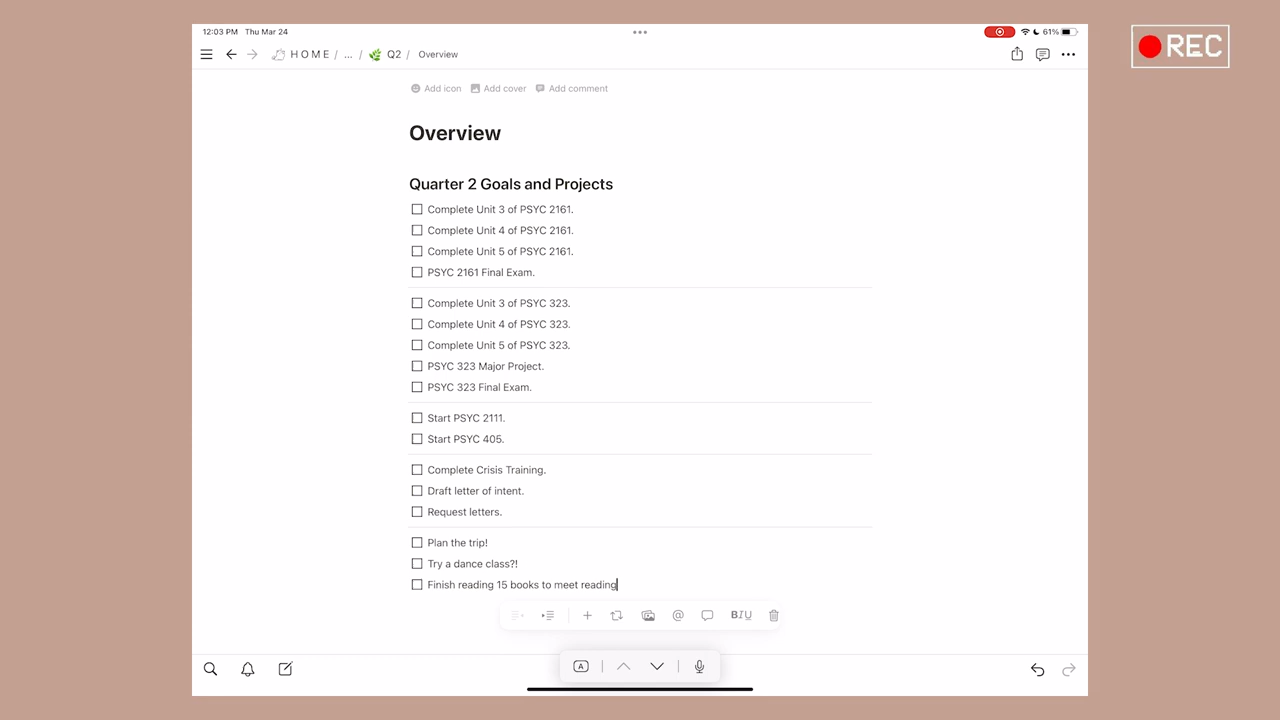 12:03 PM Thu Mar 24
61%
REC
HOME / ... / Q2 / Overview
Add icon Add cover Add comment
Overview
Quarter 2 Goals and Projects
Complete Unit 3 of PSYC 2161.
Complete Unit 4 of PSYC 2161.
Complete Unit 5 of PSYC 2161.
PSYC 2161 Final Exam.
Complete Unit 3 of PSYC 323.
Complete Unit 4 of PSYC 323.
Complete Unit 5 of PSYC 323.
PSYC 323 Major Project.
PSYC 323 Final Exam.
Start PSYC 2111.
Start PSYC 405.
Complete Crisis Training.
Draft letter of intent.
Request letters.
Plan the trip!
Try a dance class?!
Finish reading 15 books to meet reading
@ BIU
A